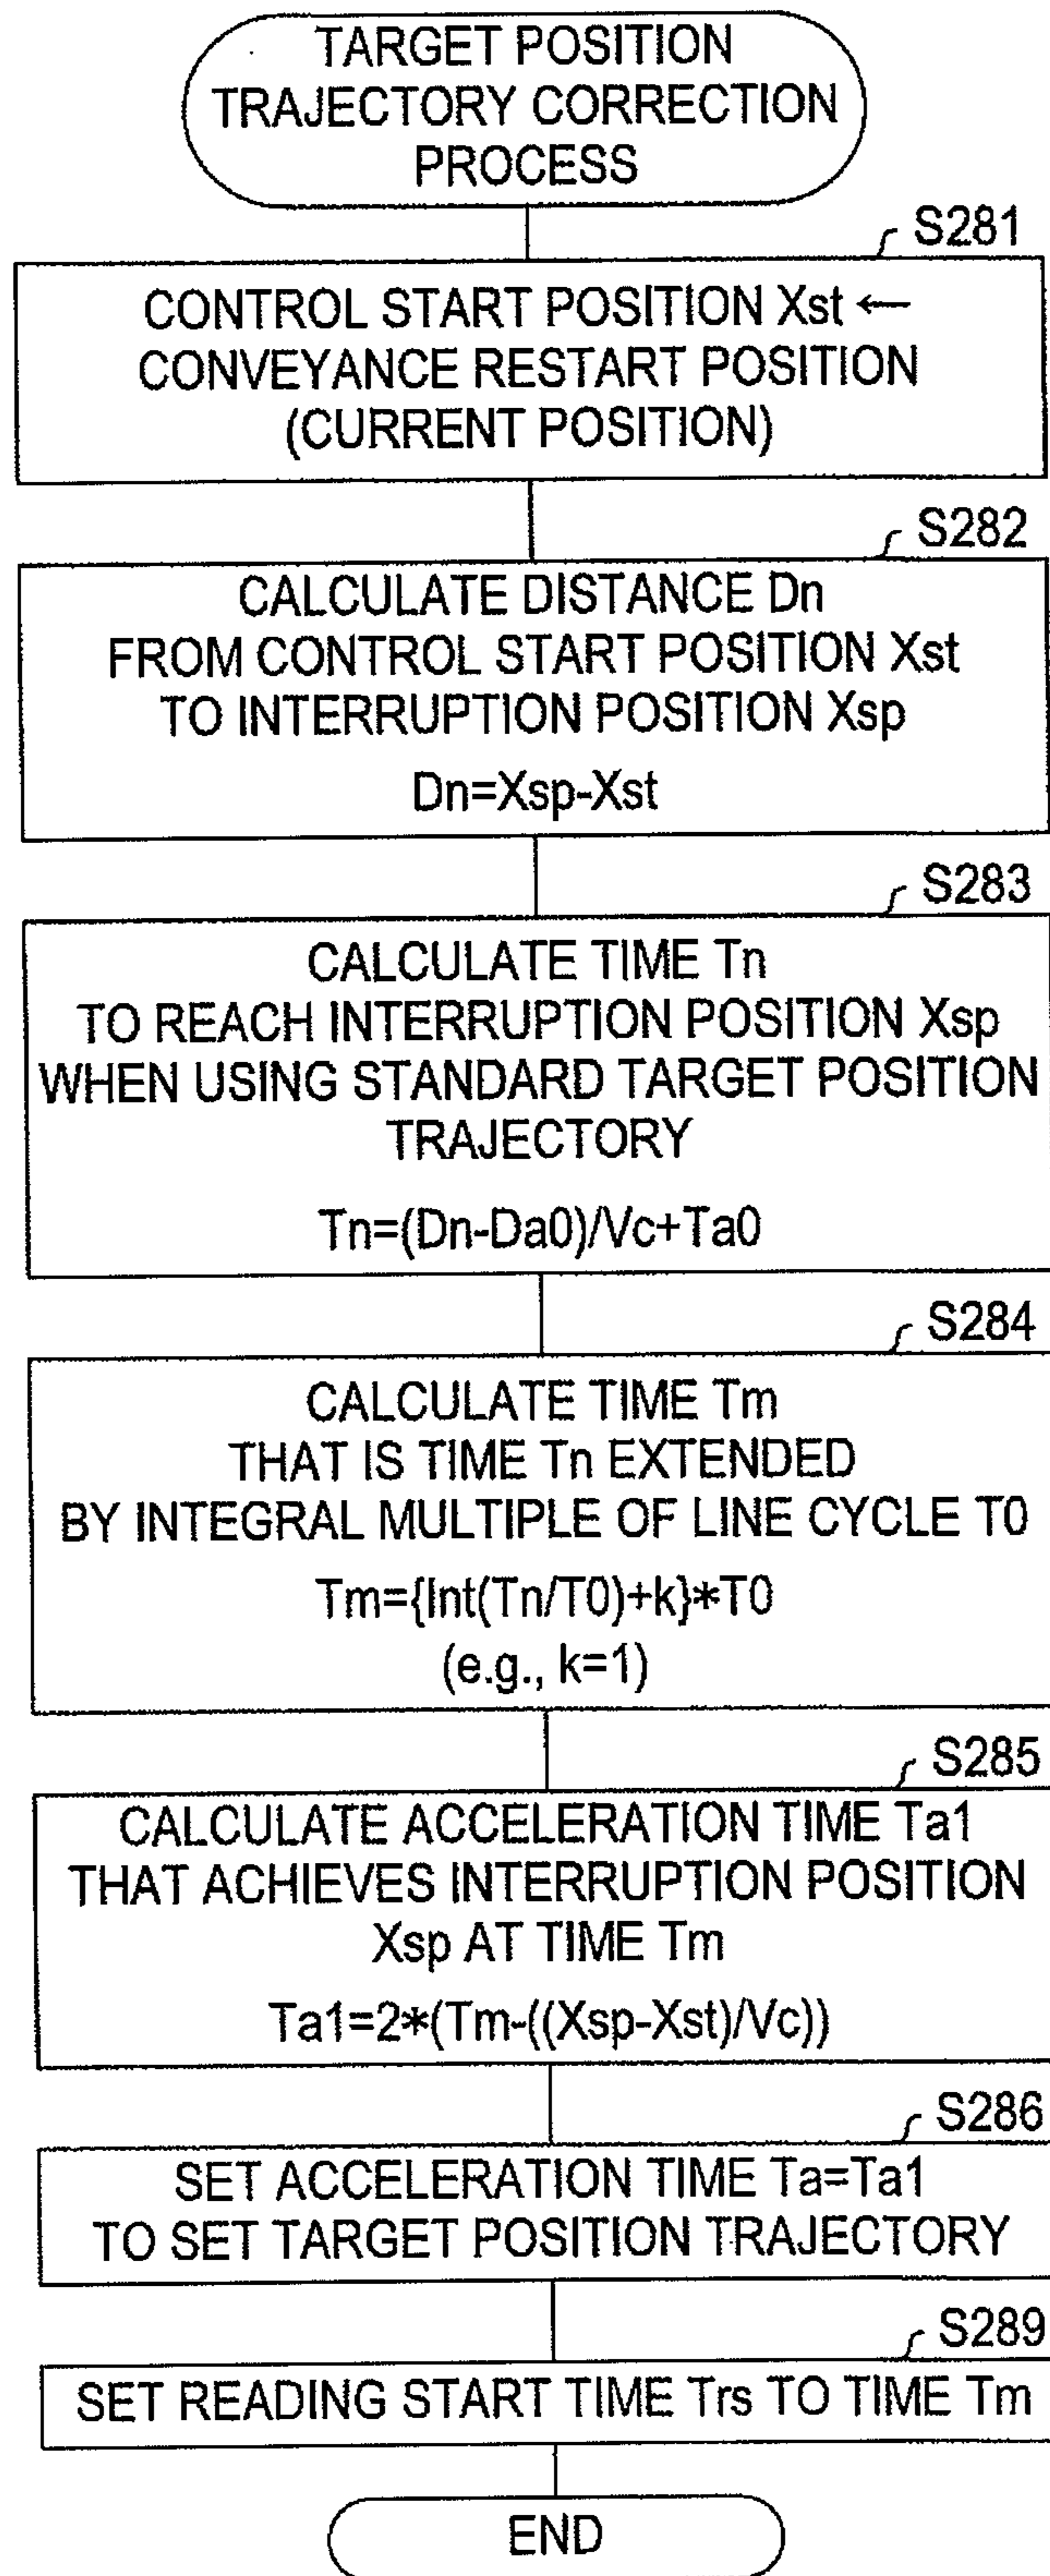 TARGET POSITION
TRAJECTORY CORRECTION
PROCESS
S281
CONTROL START POSITION Xst ←
CONVEYANCE RESTART POSITION
(CURRENT POSITION)
S282
CALCULATE DISTANCE Dn
FROM CONTROL START POSITION Xst
TO INTERRUPTION POSITION Xsp
Dn=Xsp-Xst
S283
CALCULATE TIME Tn
TO REACH INTERRUPTION POSITION Xsp
WHEN USING STANDARD TARGET POSITION
TRAJECTORY
Tn=(Dn-Da0)/Vc+Ta0
S284
CALCULATE TIME Tm
THAT IS TIME Tn EXTENDED
BY INTEGRAL MULTIPLE OF LINE CYCLE T0
Tm={Int(Tn/T0)+k}*T0
(e.g., k=1)
S285
CALCULATE ACCELERATION TIME Ta1
THAT ACHIEVES INTERRUPTION POSITION
Xsp AT TIME Tm
Ta1=2*(Tm-((Xsp-Xst)/Vc))
S286
SET ACCELERATION TIME Ta=Ta1
TO SET TARGET POSITION TRAJECTORY
S289
SET READING START TIME Trs TO TIME Tm
END